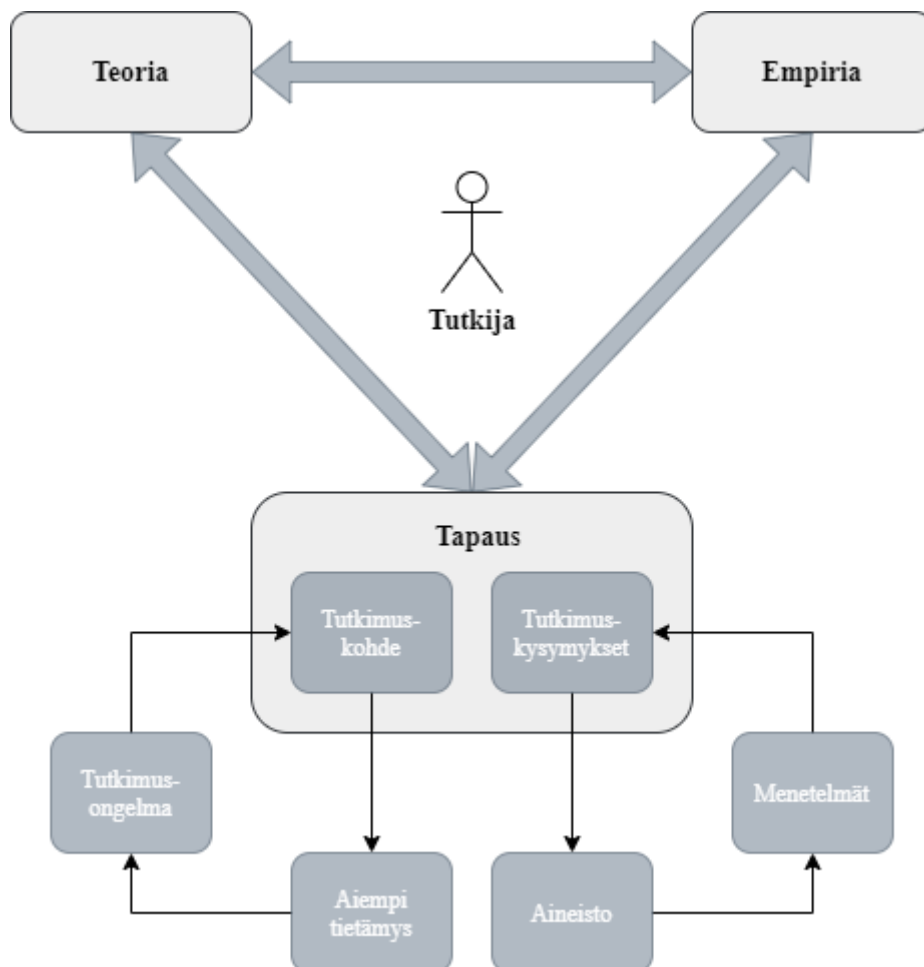 Teoria
Empiria
Tutkija
Tapaus
Tutkimus-
kohde
Tutkimus-
kysymykset
Tutkimus-
ongelma
Menetelmät
Aiempi
tietämys
Aineisto